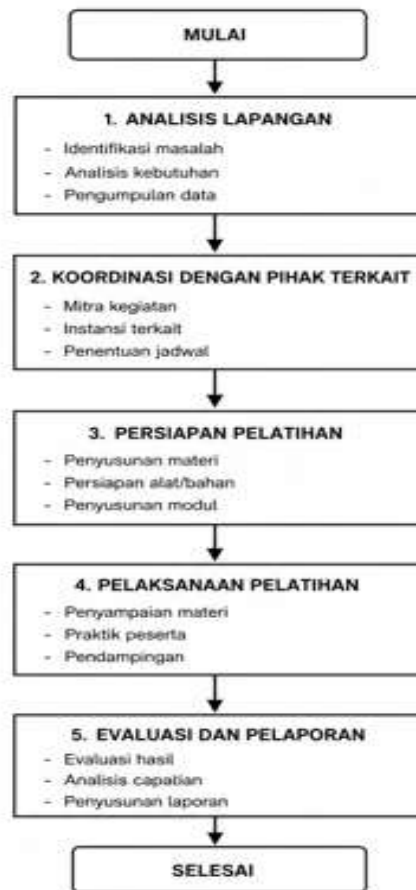 MULAI
1. ANALISIS LAPANGAN
- Identifikasi masalah
- Analisis kebutuhan
- Pengumpulan data
2. KOORDINASI DENGAN PIHAK TERKAIT
- Mitra kegiatan
- Instansi terkait
- Penentuan jadwal
3. PERSIAPAN PELATIHAN
- Penyusunan materi
- Persiapan alat/bahan
- Penyusunan modul
4. PELAKSANAAN PELATIHAN
- Penyampaian materi
- Praktik peserta
- Pendampingan
5. EVALUASI DAN PELAPORAN
- Evaluasi hasil
- Analisis capatian
- Penyusunan laporan
SELESAI